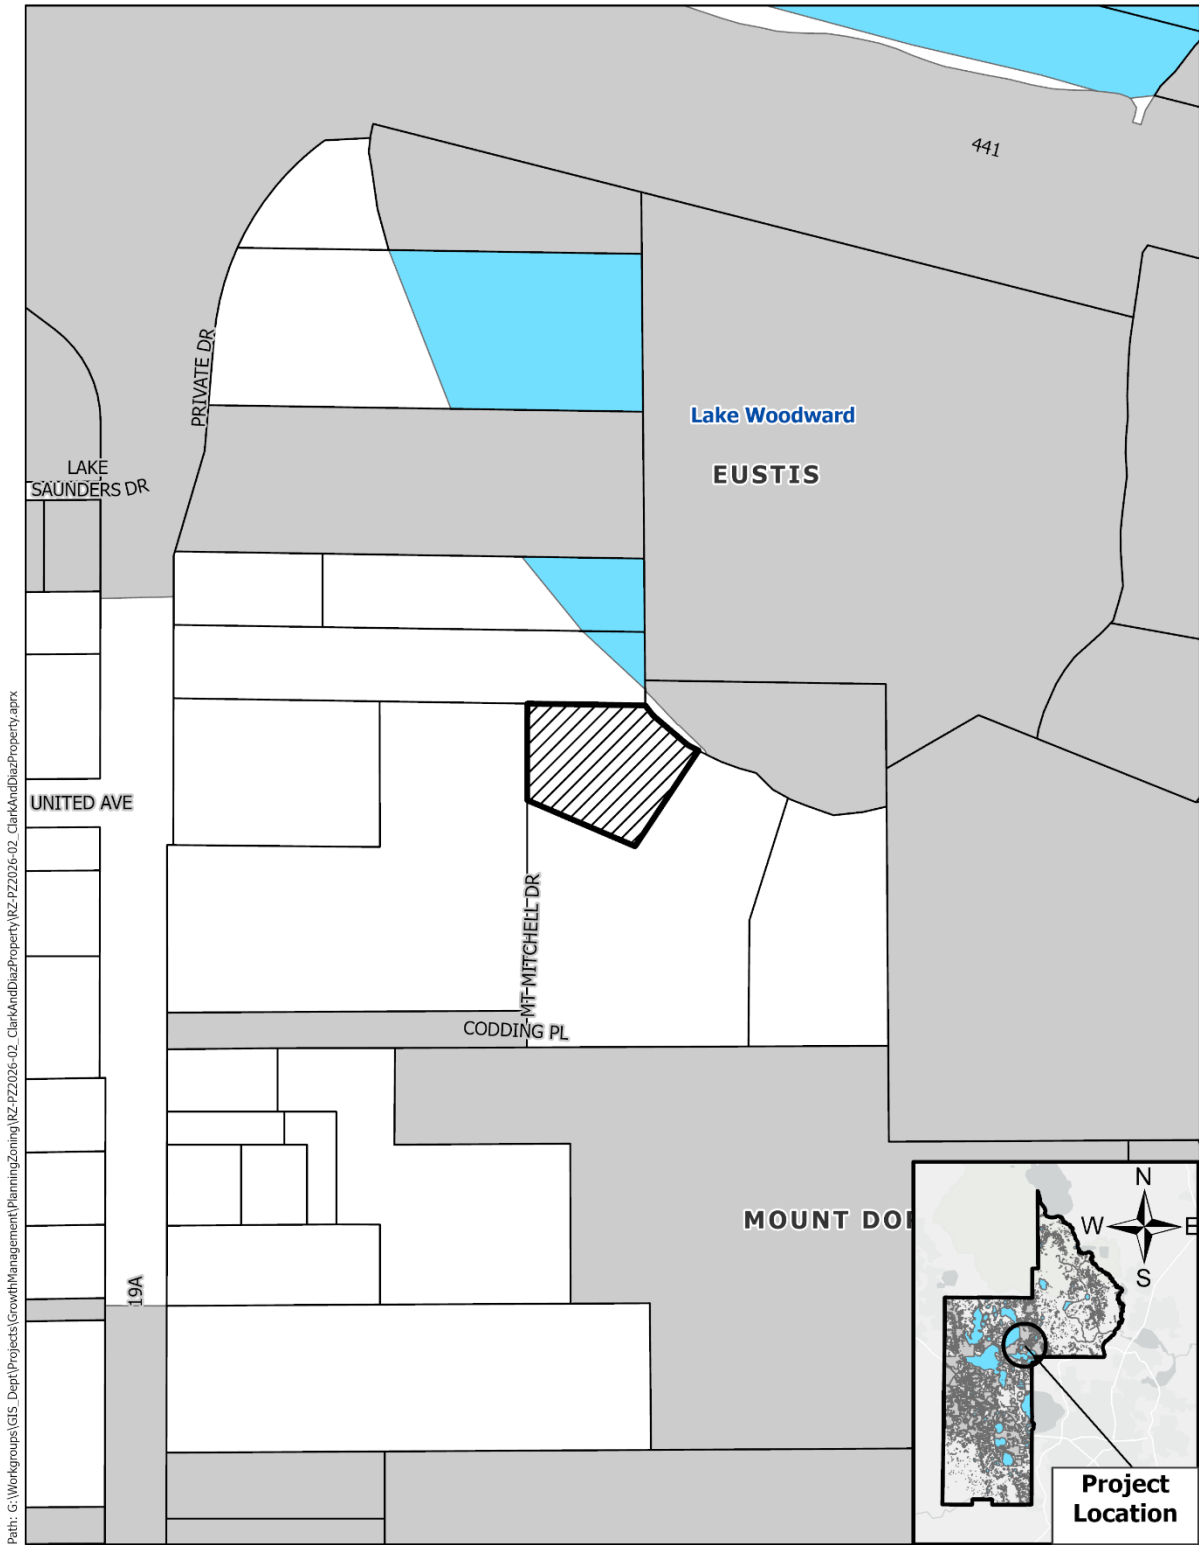 441
PRIVATE DR
Lake Woodward
EUSTIS
LAKE
SAUNDERS DR
UNITED AVE
MT MITCHELL DR
CODDING PL
MOUNT DO
19A
N
W
E
S
Project
Location
Path: G:\Workgroups\GIS_Dept\Projects\GrowthManagement\PlanningZoning\RZ-PZ2026-02_ClarkAndDiazProperty\RZ-PZ2026-02_ClarkAndDiazProperty.aprx